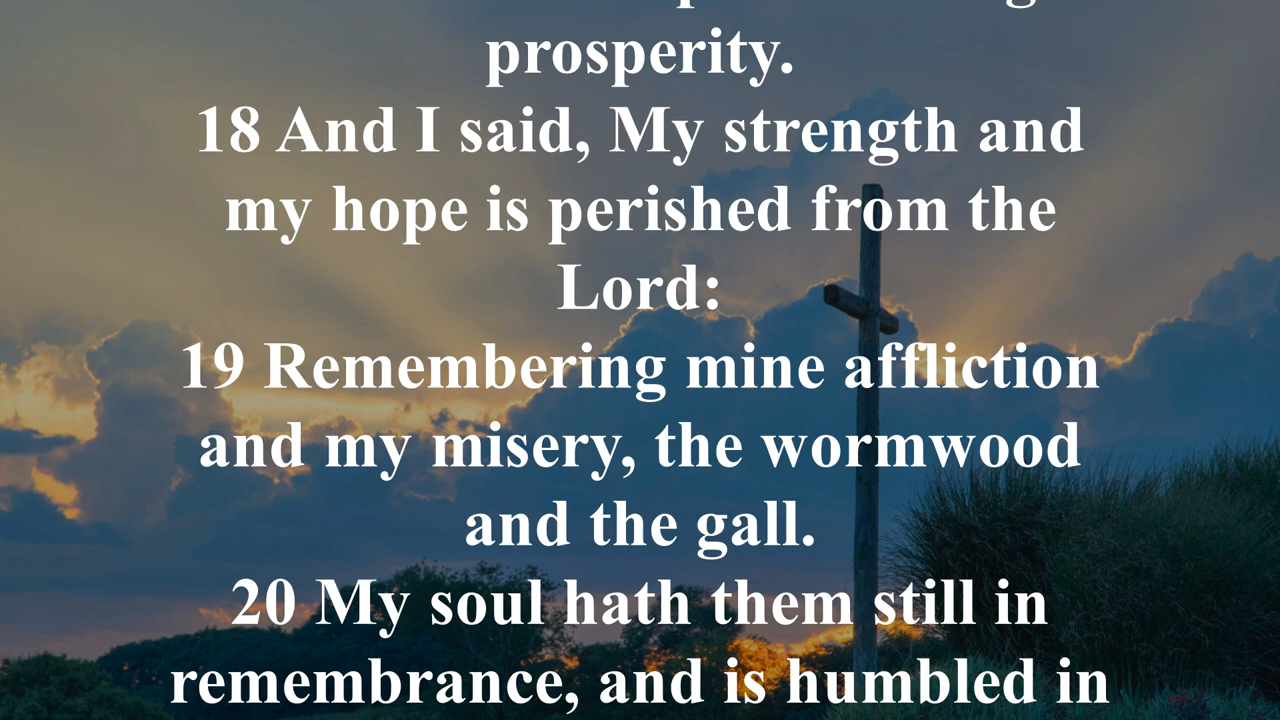 prosperity.
18 And I said, My strength and
my hope is perished from the
Lord:
19 Remembering mine affliction
and my misery, the wormwood
and the gall.
20 My soul hath them still in
remembrance, and is humbled in